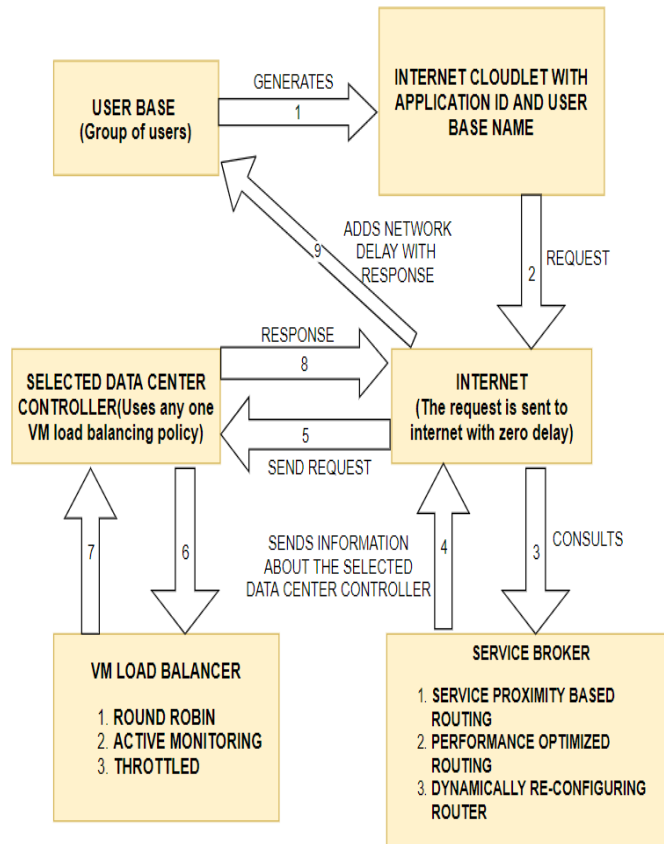 USER BASE
(Group of users)
GENERATES
1
INTERNET CLOUDLET WITH
APPLICATION ID AND USER
BASE NAME
9
ADDS NETWORK
DELAY WITH
RESPONSE
2
REQUEST
SELECTED DATA CENTER
CONTROLLER(Uses any one
VM load balancing policy)
RESPONSE
8
5
SEND REQUEST
INTERNET
(The request is sent to
internet with zero delay)
7
6
SENDS INFORMATION
ABOUT THE SELECTED
DATA CENTER CONTROLLER
4
3
CONSULTS
VM LOAD BALANCER
1. ROUND ROBIN
2. ACTIVE MONITORING
3. THROTTLED
SERVICE BROKER
1. SERVICE PROXIMITY BASED
ROUTING
2. PERFORMANCE OPTIMIZED
ROUTING
3. DYNAMICALLY RE-CONFIGURING
ROUTER